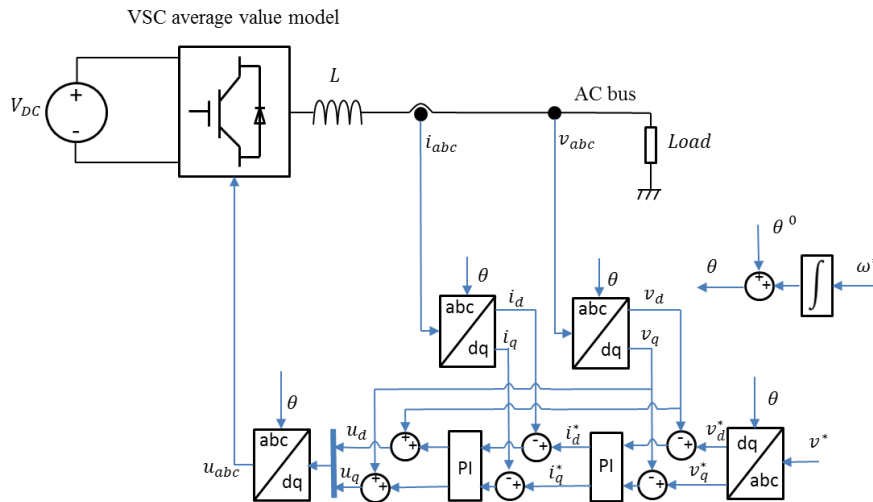 VSC average value model
V_DC
+
-
L
i_abc
AC bus
v_abc
Load
θ
abc
dq
i_d
i_q
θ
abc
dq
v_d
v_q
θ⁰
θ
+
+
∫
ω*
θ
abc
dq
u_abc
u_d
u_q
+
+
+
+
PI
-
+
-
+
i_d^*
i_q^*
PI
-
+
-
+
v_d^*
v_q^*
θ
dq
abc
v*